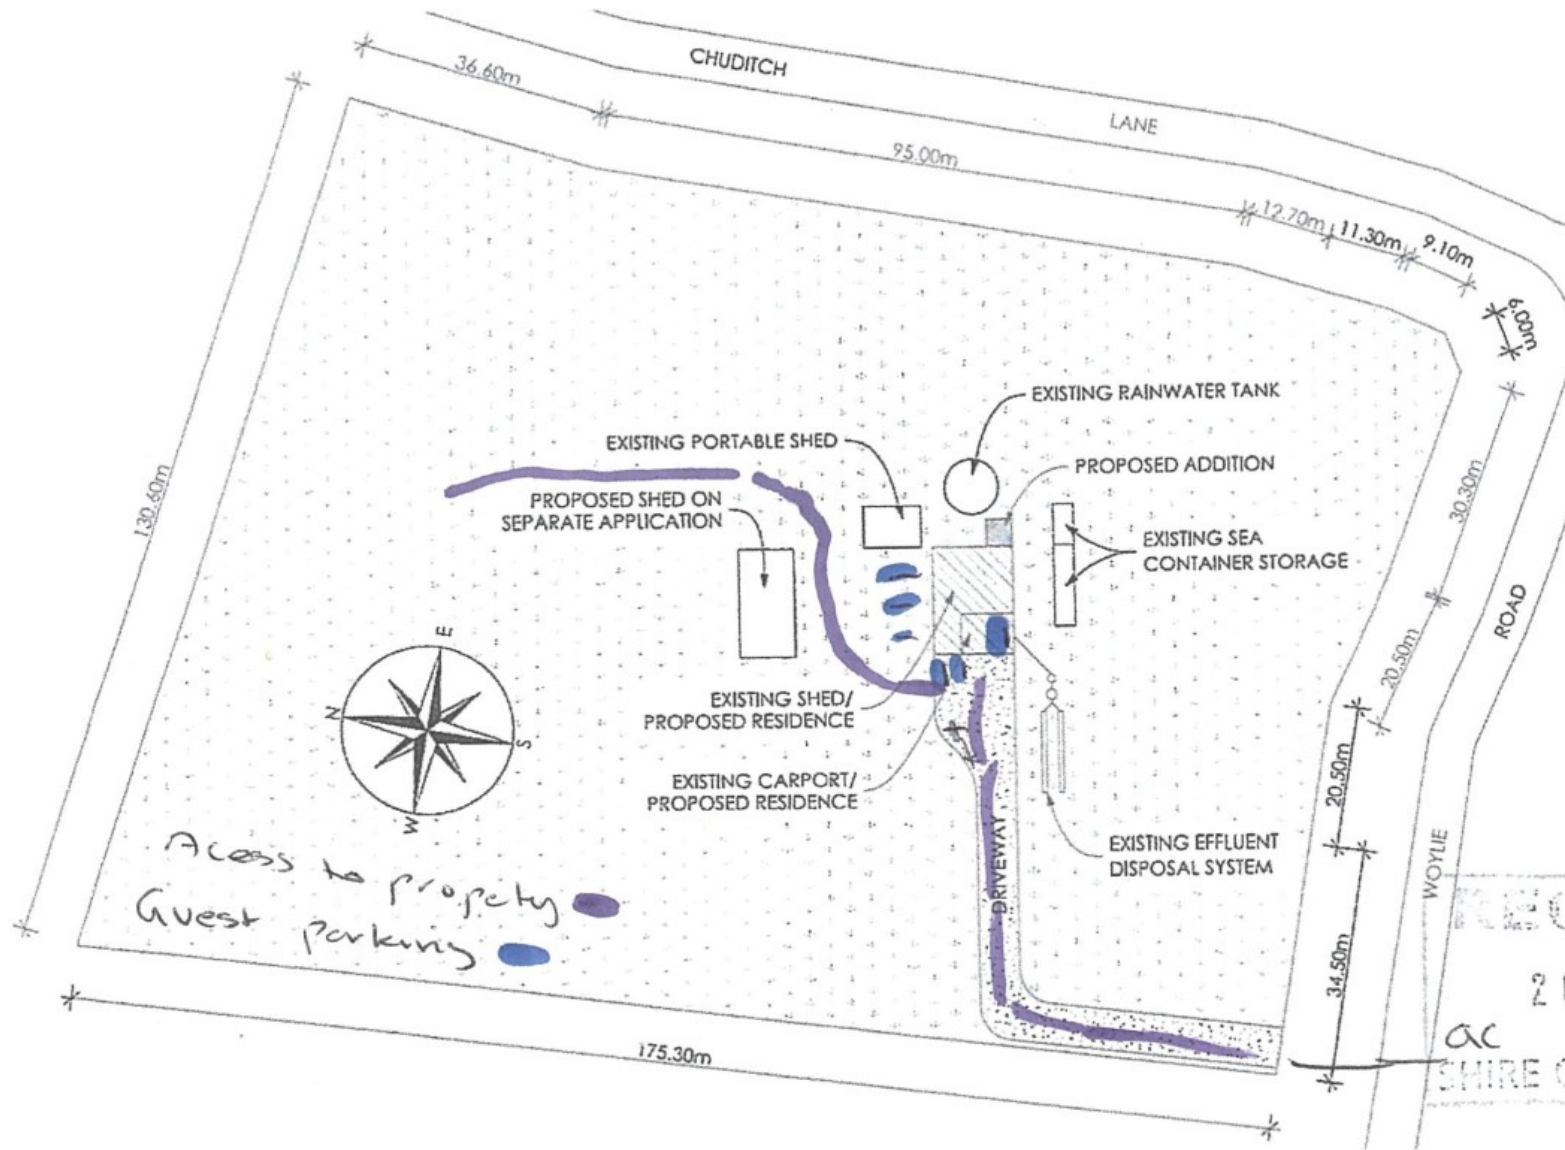 CHUDITCH
LANE
36.60m
95.00m
12.70m
11.30m
9.10m
6.00m
130.60m
EXISTING RAINWATER TANK
EXISTING PORTABLE SHED
PROPOSED ADDITION
PROPOSED SHED ON
SEPARATE APPLICATION
EXISTING SEA
CONTAINER STORAGE
30.30m
ROAD
20.50m
E
N
S
W
EXISTING SHED/
PROPOSED RESIDENCE
EXISTING CARPORT/
PROPOSED RESIDENCE
20.50m
DRIVEWAY
EXISTING EFFLUENT
DISPOSAL SYSTEM
WOYLIE
Acess to propety
Guest parking
34.50m
175.30m
ac
SHIRE